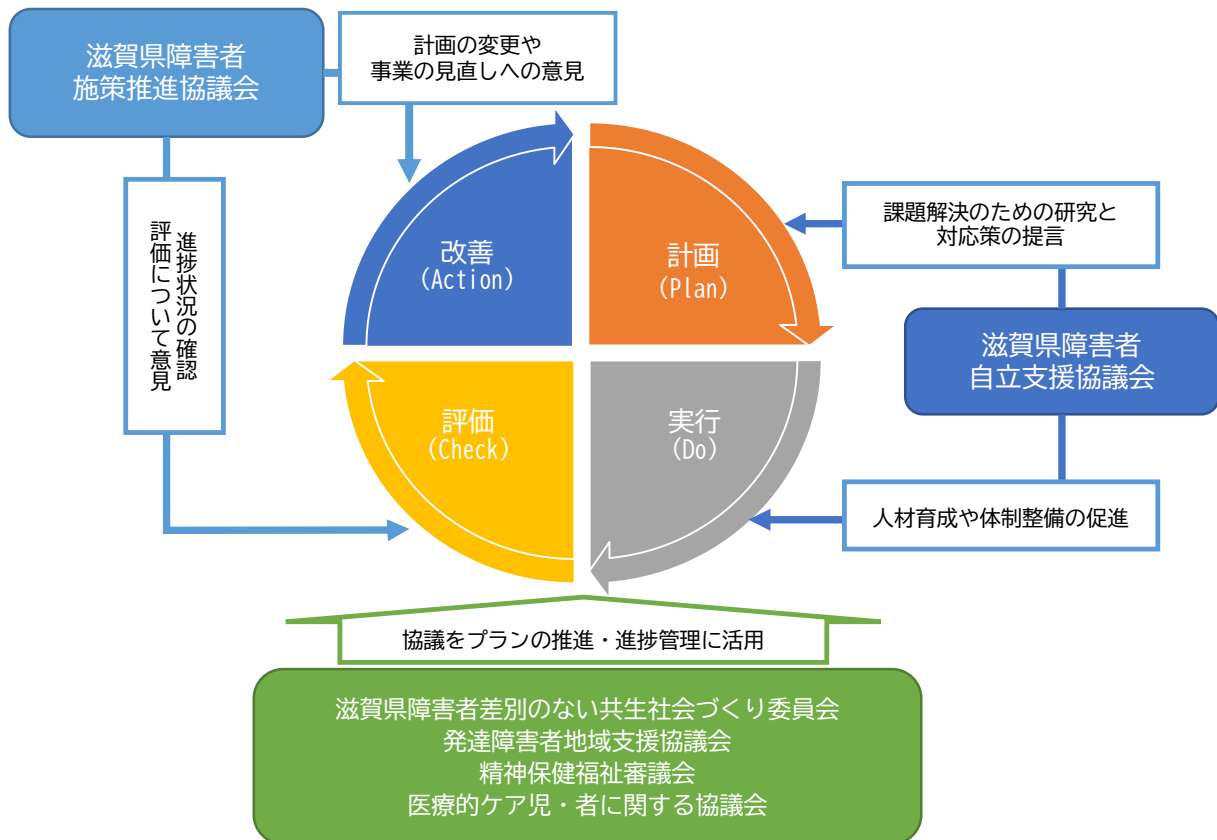 滋賀県障害者
施策推進協議会
計画の変更や
事業の見直しへの意見
進捗状況の確認
評価について意見
改善
(Action)
計画
(Plan)
課題解決のための研究と
対応策の提言
滋賀県障害者
自立支援協議会
評価
(Check)
実行
(Do)
人材育成や体制整備の促進
協議をプランの推進・進捗管理に活用
滋賀県障害者差別のない共生社会づくり委員会
発達障害者地域支援協議会
精神保健福祉審議会
医療的ケア児・者に関する協議会